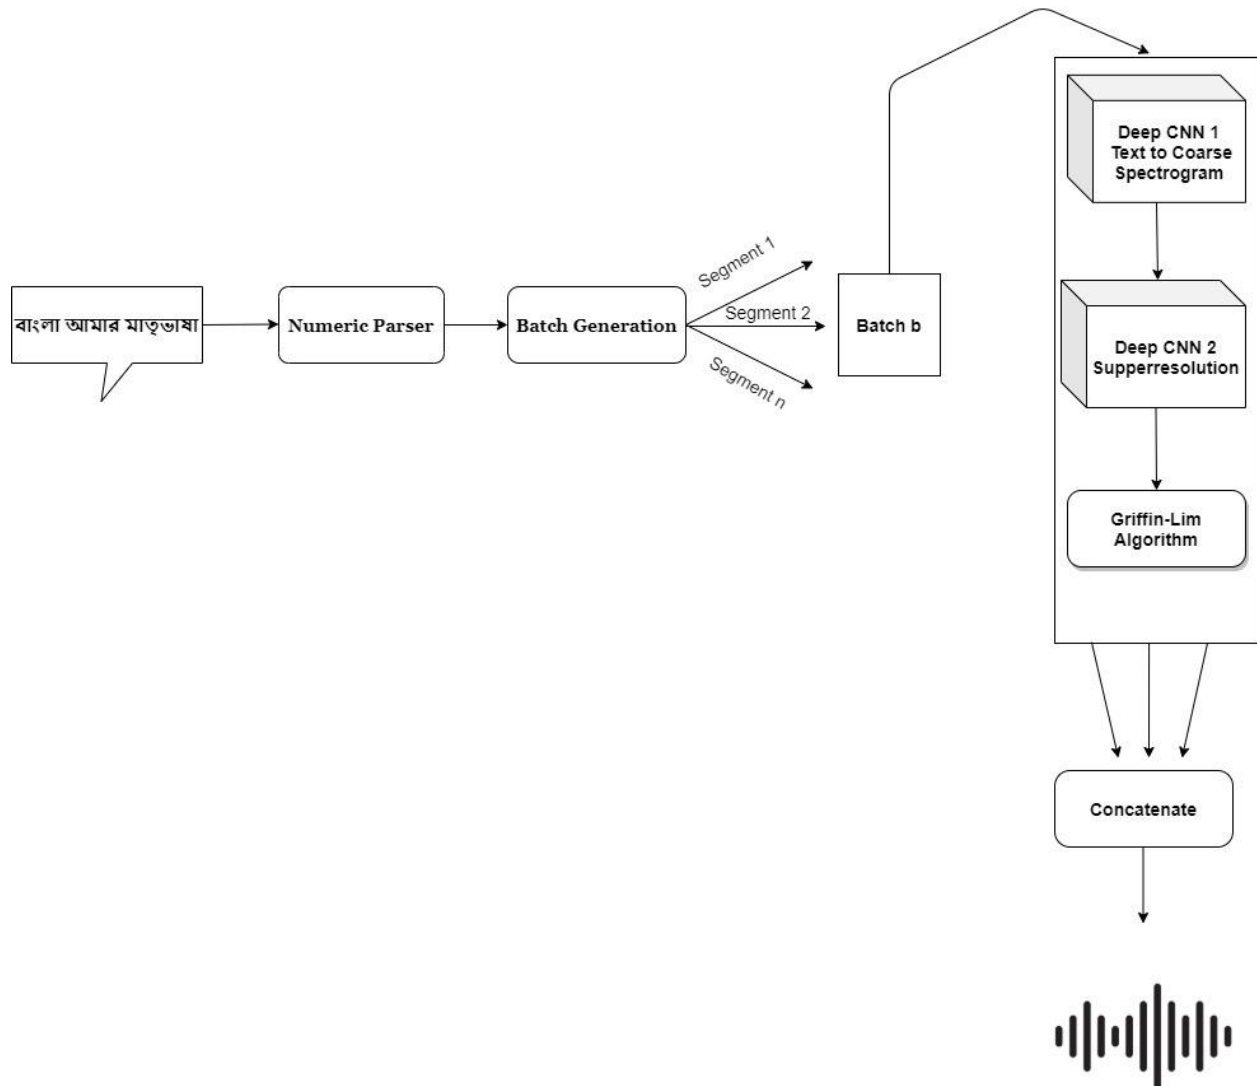 বাংলা আমার মাতৃভাষা
Numeric Parser
Batch Generation
Segment 1
Segment 2
Segment n
Batch b
Deep CNN 1
Text to Coarse
Spectrogram
Deep CNN 2
Supperresolution
Griffin-Lim
Algorithm
Concatenate